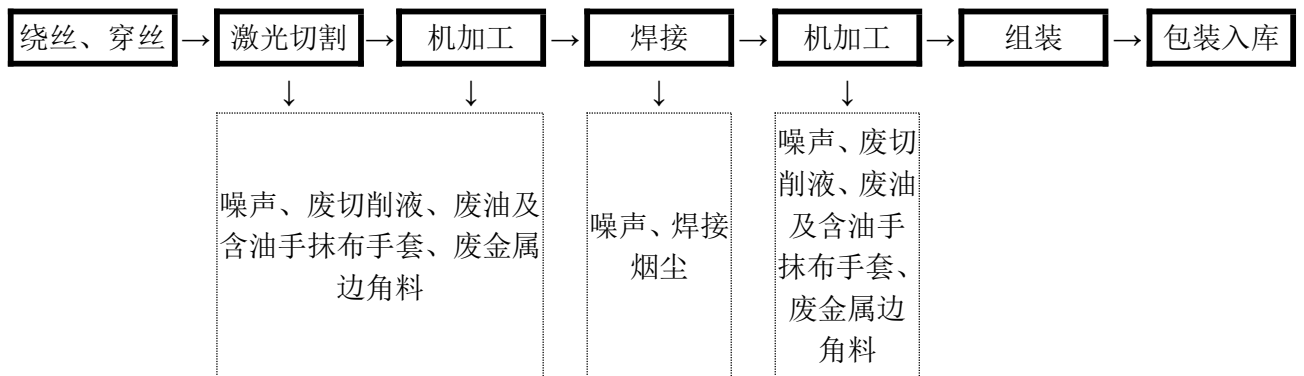 绕丝、穿丝→激光切割→机加工→焊接→机加工→组装→包装入库
↓ ↓ ↓ ↓
噪声、废切削液、废油及
含油手抹布手套、废金属
边角料
噪声、焊接
烟尘
噪声、废切
削液、废油
及含油手
抹布手套、
废金属边
角料